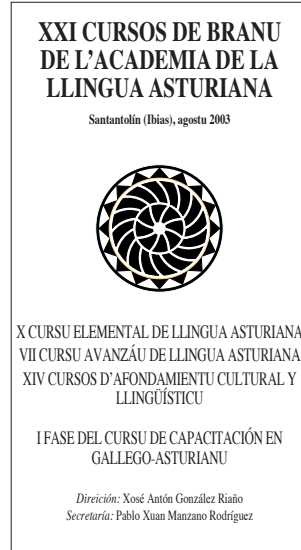 XXI CURSOS DE BRANU
DE L'ACADEMIA DE LA
LLINGUA ASTURIANA
Santantolín (Ibias), agostu 2003
X CURSU ELEMENTAL DE LLINGUA ASTURIANA
VII CURSU AVANZÁU DE LLINGUA ASTURIANA
XIV CURSOS D'AFONDAMIENTU CULTURAL Y
LLINGÜÍSTICU
I FASE DEL CURSU DE CAPACITACIÓN EN
GALLEGO-ASTURIANU
Direición: Xosé Antón González Riaño
Secretaría: Pablo Xuan Manzano Rodríguez